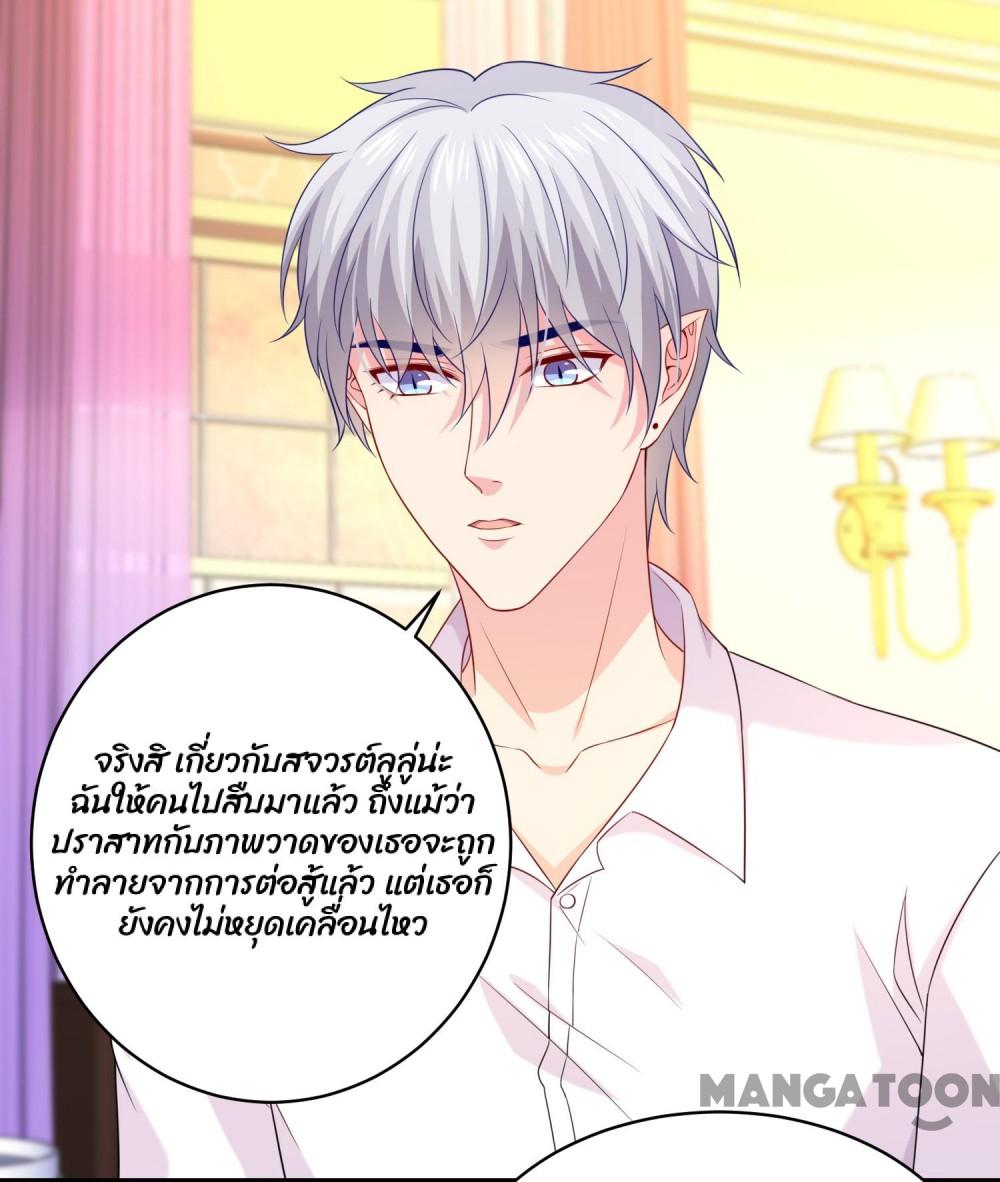 จริงสิ เกี่ยวกับสจวรต์ลูลู่น่ะ
ฉันให้คนไปสืบมาแล้ว ถึงแม้ว่า
ปราสาทกับภาพวาดของเธอจะถูก
ทำลายจากการต่อสู้แล้ว แต่เธอก็
ยังคงไม่หยุดเคลื่อนไหว
MANGATOON